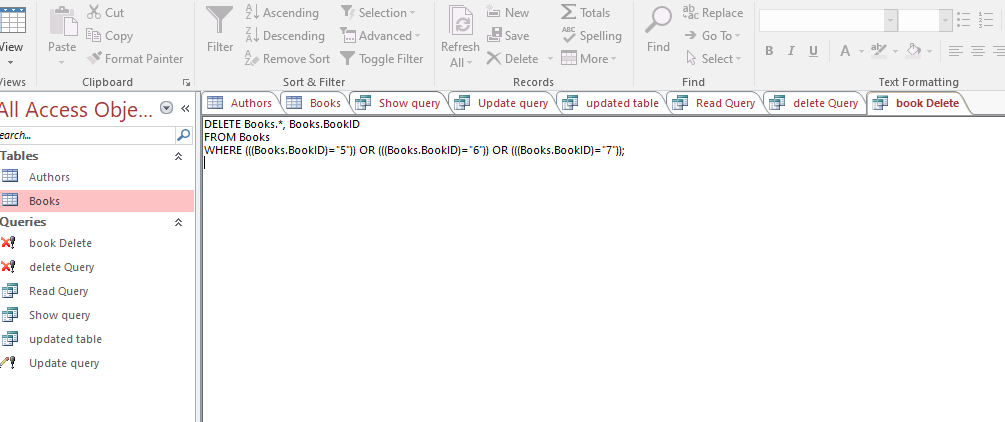 View
Views
Paste
Cut
Copy
Format Painter
Clipboard
Filter
Ascending
Descending
Remove Sort
Selection
Advanced
Toggle Filter
Sort & Filter
Refresh
All
New
Save
Delete
Totals
Spelling
More
Records
Find
Replace
Go To
Select
Find
B I U A
Text Formatting
All Access Obje...
Search...
Tables
Authors
Books
Queries
book Delete
delete Query
Read Query
Show query
updated table
Update query
Authors Books Show query Update query updated table Read Query delete Query book Delete
DELETE Books.*, Books.BookID
FROM Books
WHERE (((Books.BookID)="5")) OR (((Books.BookID)="6")) OR (((Books.BookID)="7"));